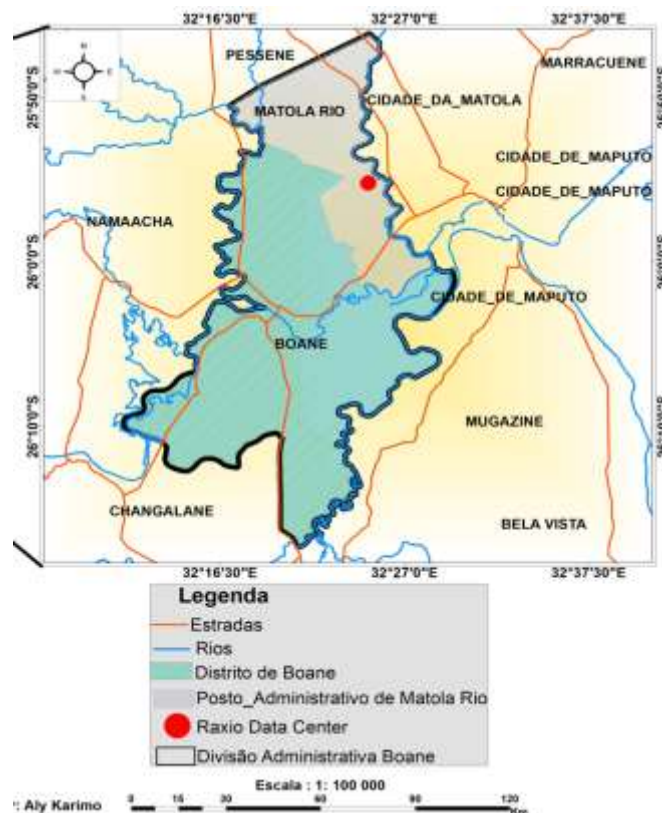 32°16'30"E 32°27'0"E 32°37'30"E
N
E
S
PESSENE
MARRACUENE
25°50'0"S
MATOLA RIO
CIDADE_DA_MATOLA
CIDADE_DE_MAPUTO
CIDADE_DE_MAPUTO
NAMAACHA
26°0'0"S
CIDADE_DE_MAPUTO
BOANE
MUGAZINE
26°10'0"S
CHANGALANE
BELA VISTA
32°16'30"E 32°27'0"E 32°37'30"E
Legenda
Estradas
Rios
Distrito de Boane
Posto_Administrativo de Matola Rio
Raxio Data Center
Divisão Administrativa Boane
Escala : 1: 100 000
: Aly Karimo
0 15 30 60 90 120
Km